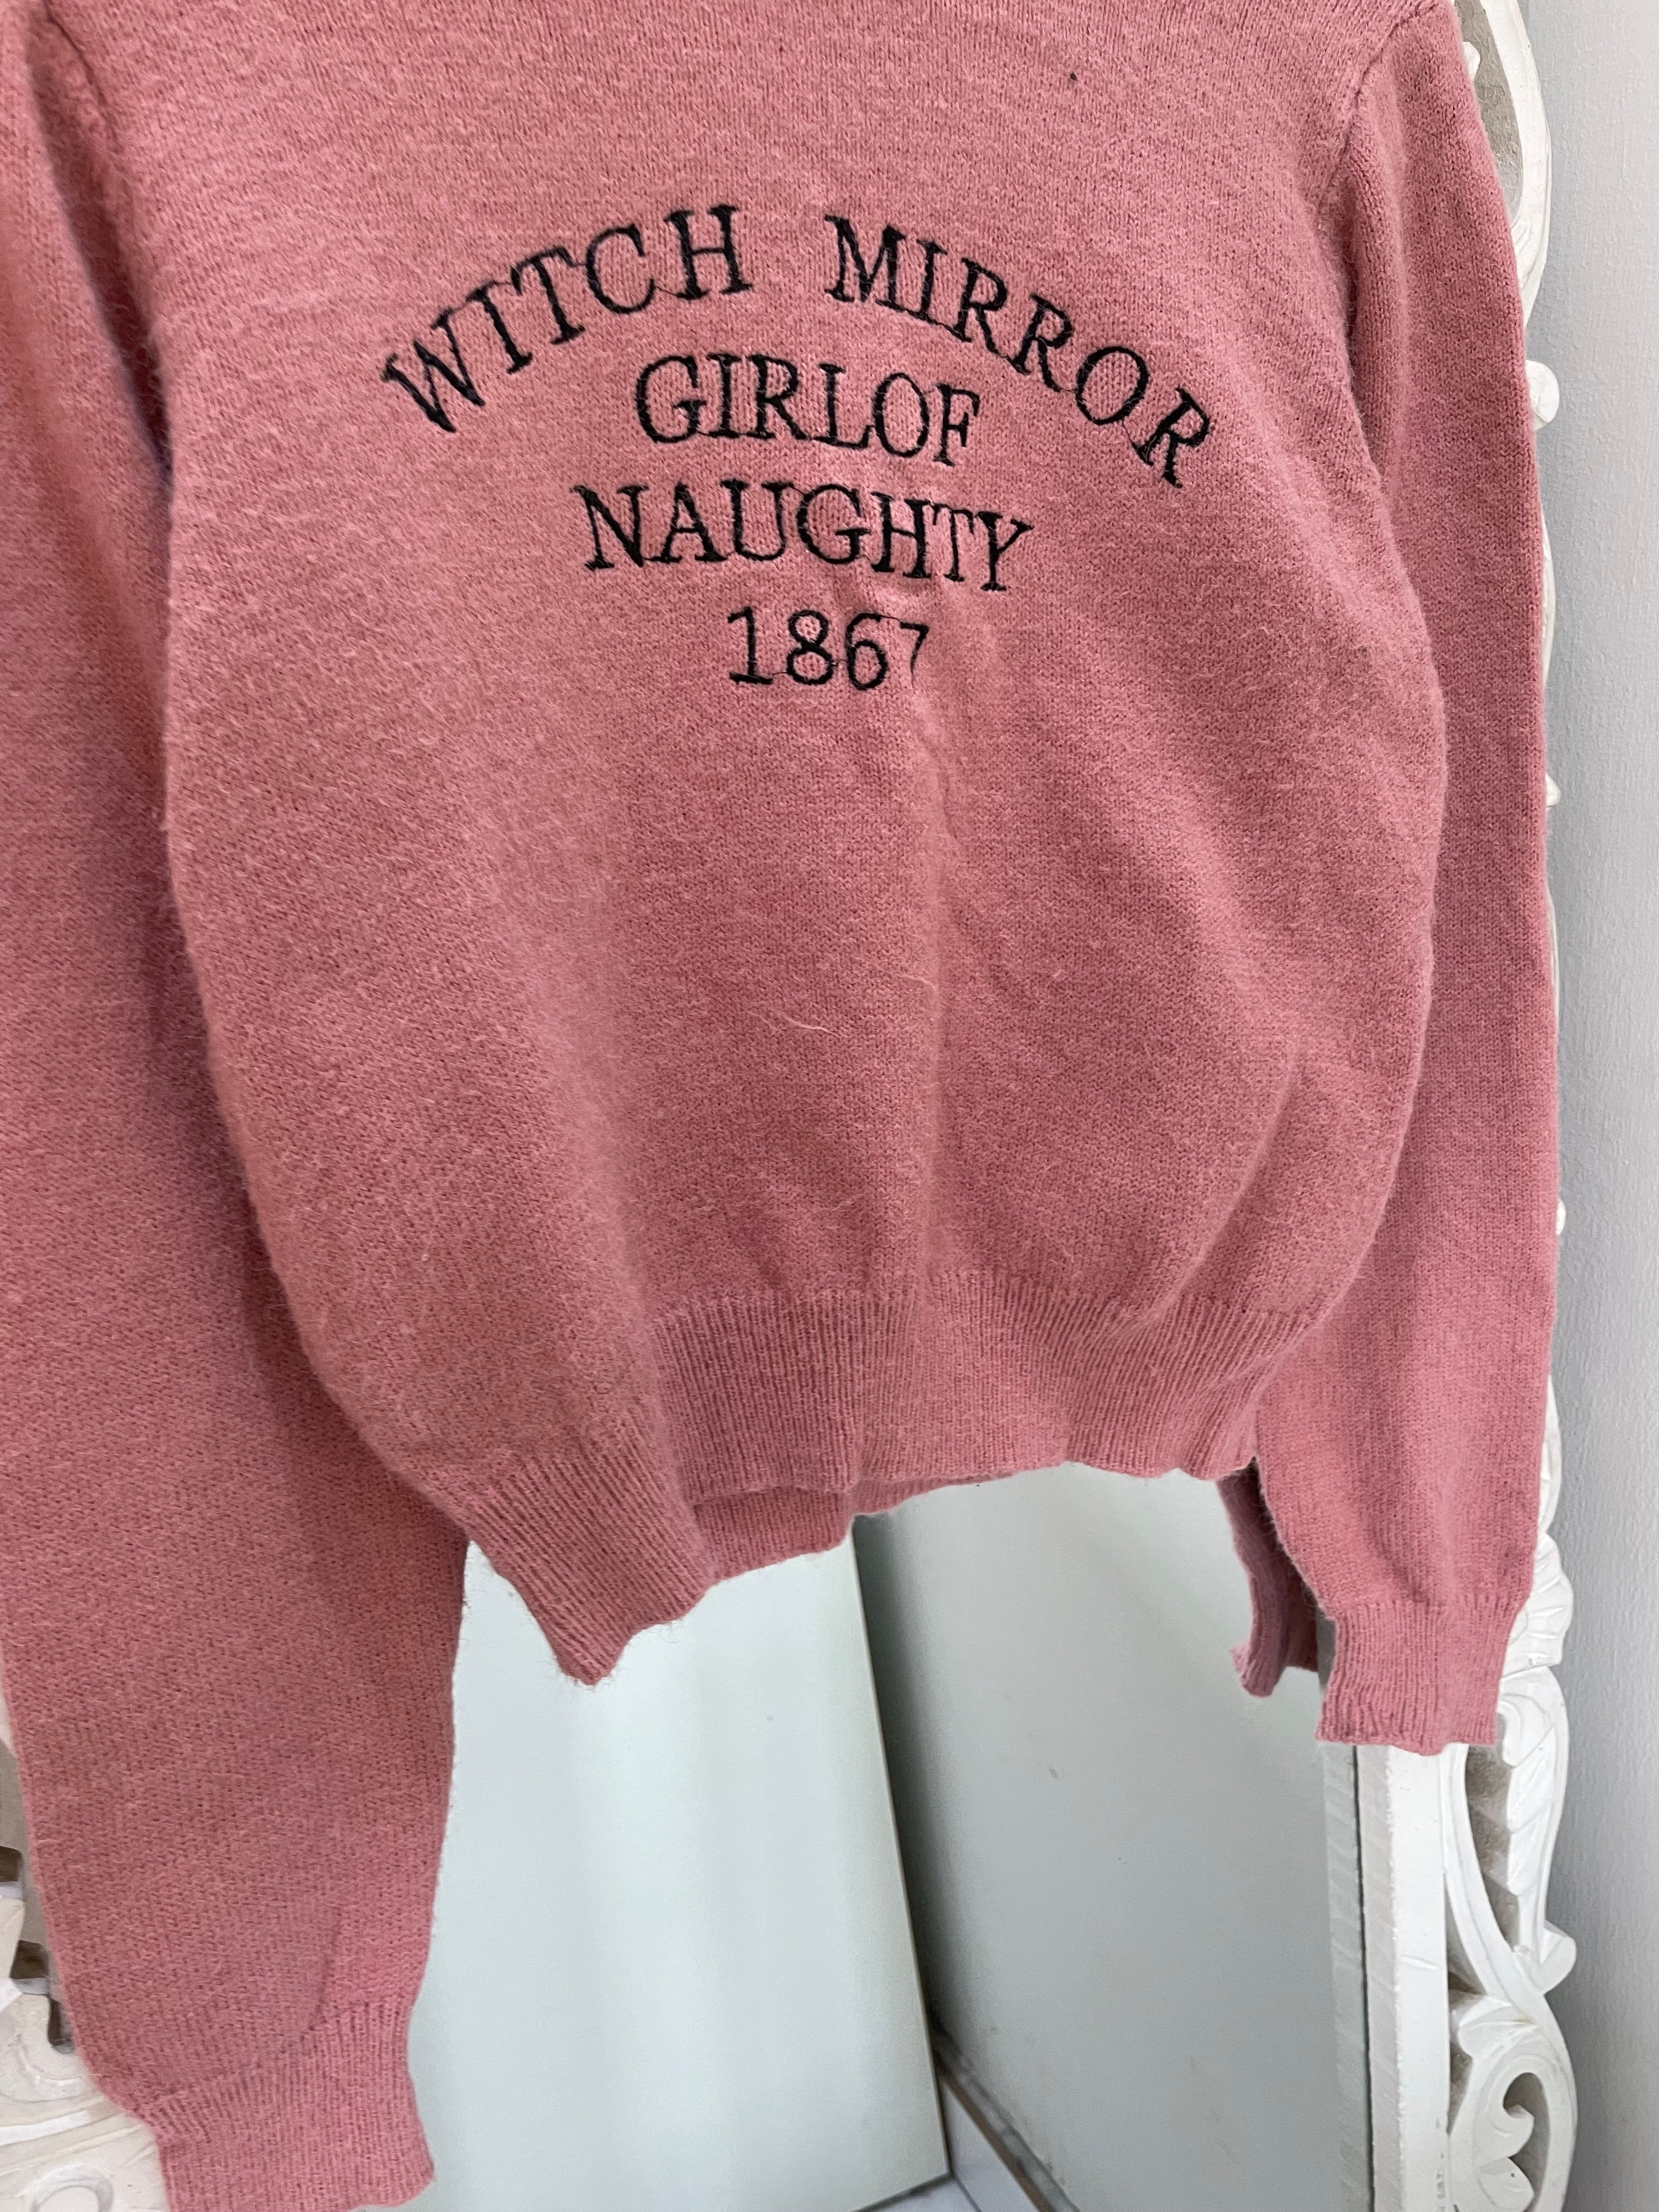 WITCH MIRROR
GIRLOF
NAUGHTY
1867